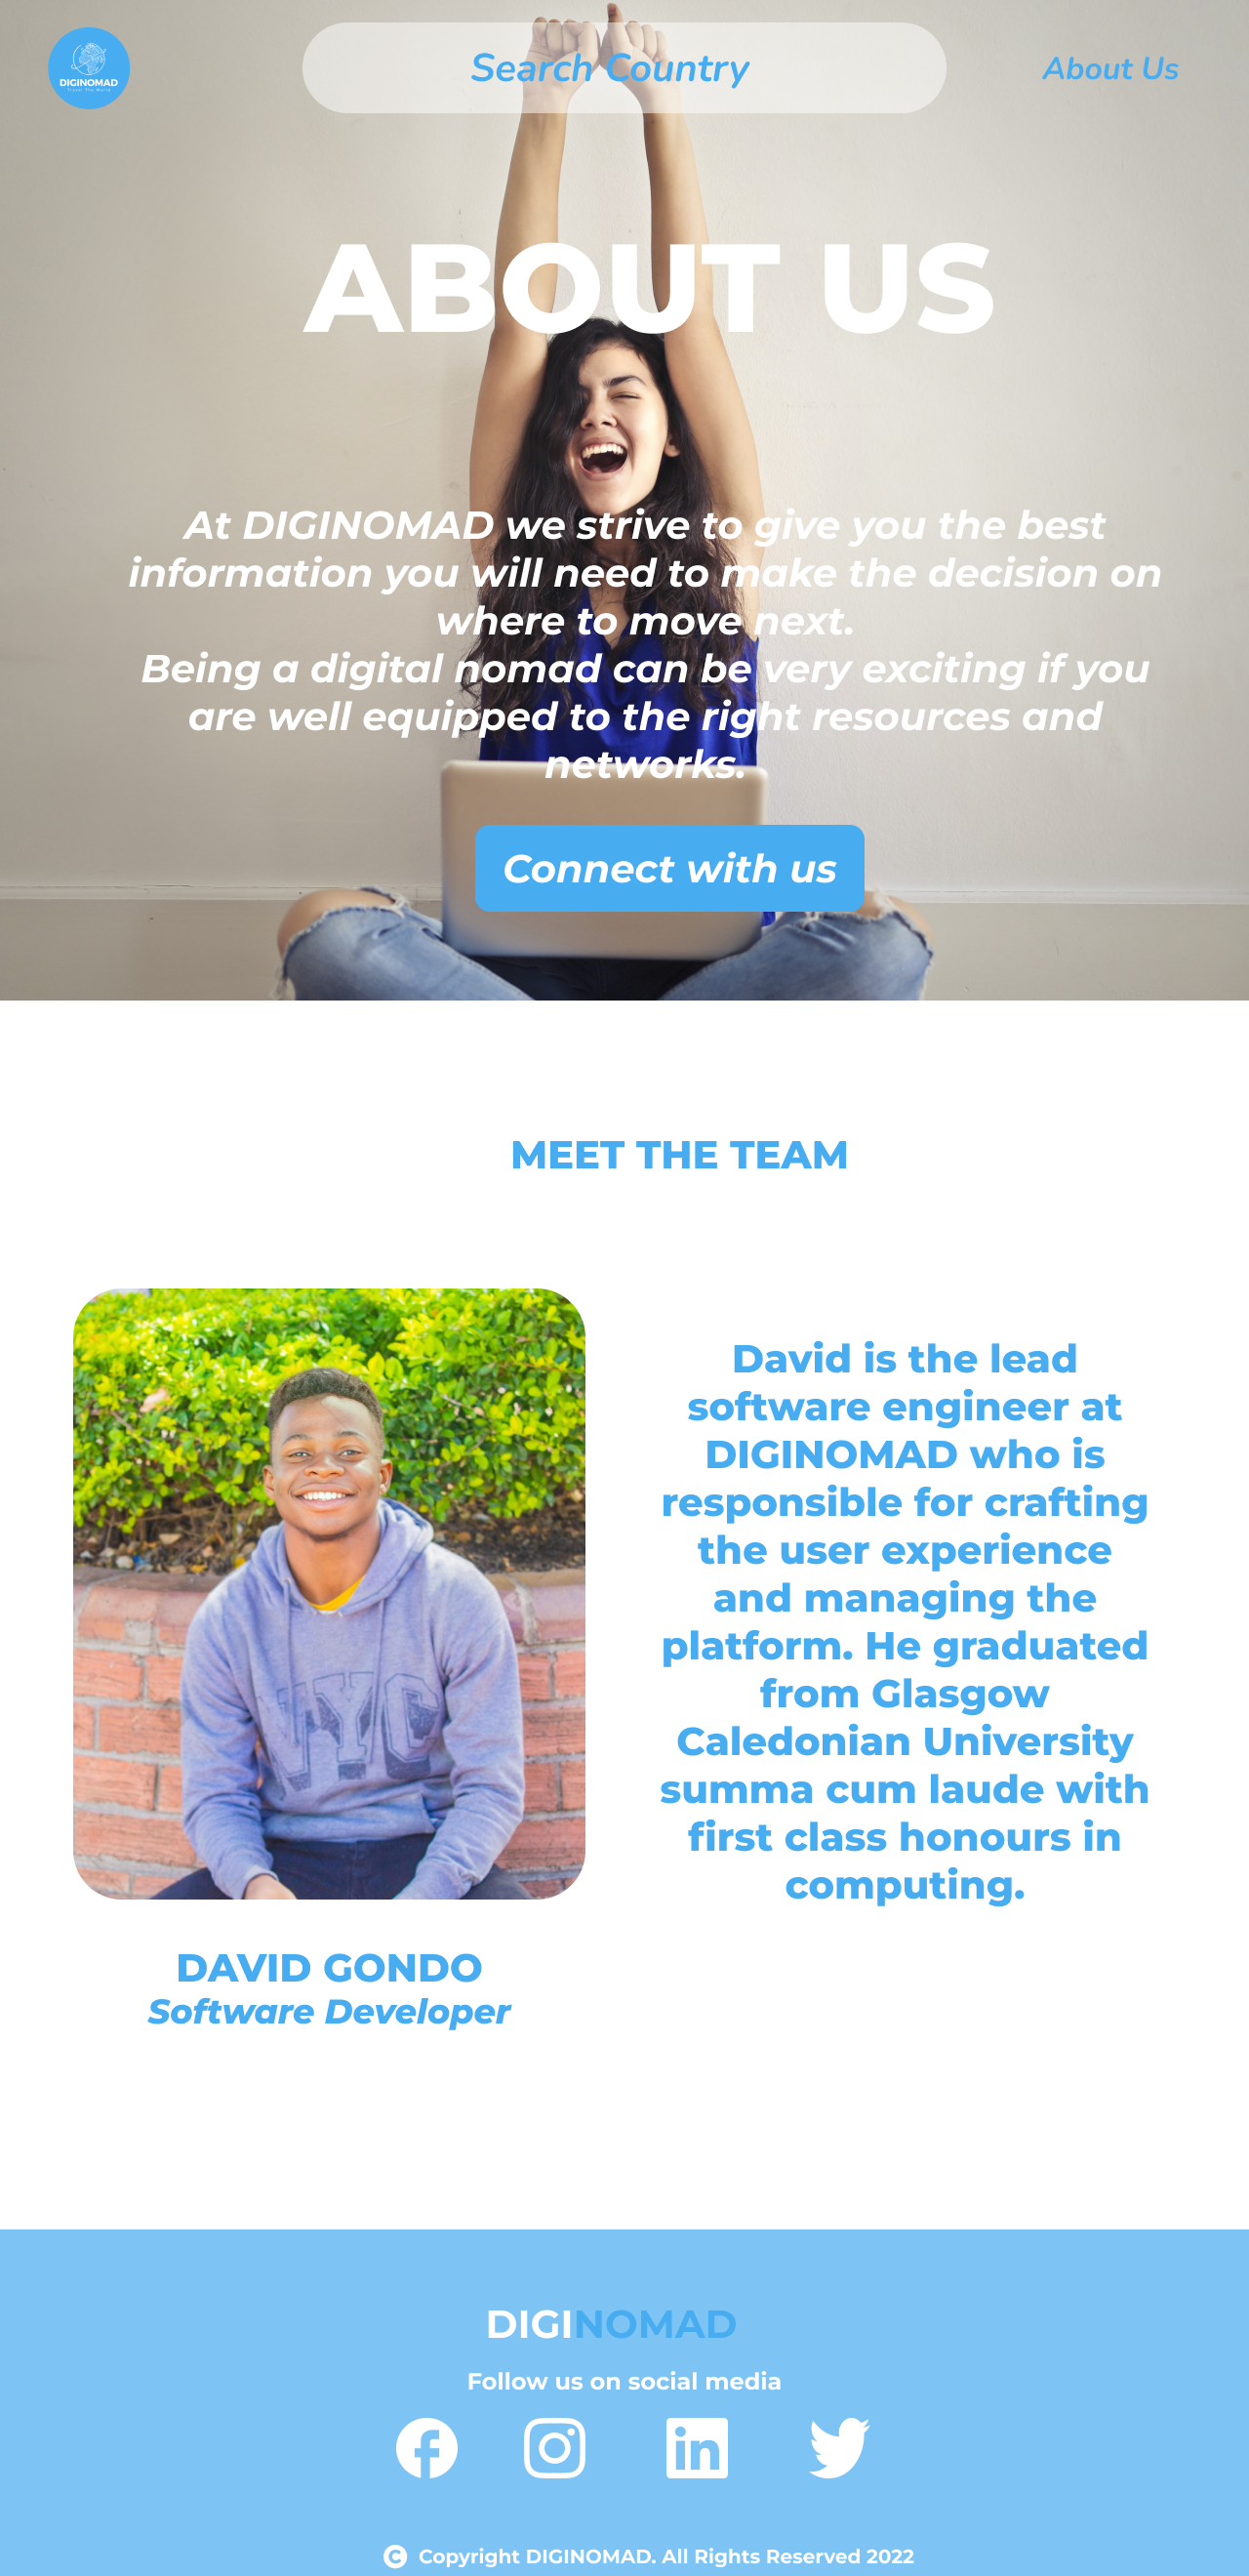 DIGINOMAD
Travel The World
Search Country
About Us
ABOUT US
At DIGINOMAD we strive to give you the best
information you will need to make the decision on
where to move next.
Being a digital nomad can be very exciting if you
are well equipped to the right resources and
networks.
Connect with us
MEET THE TEAM
NYC
David is the lead
software engineer at
DIGINOMAD who is
responsible for crafting
the user experience
and managing the
platform. He graduated
from Glasgow
Caledonian University
summa cum laude with
first class honours in
computing.
DAVID GONDO
Software Developer
DIGINOMAD
Follow us on social media
in
© Copyright DIGINOMAD. All Rights Reserved 2022